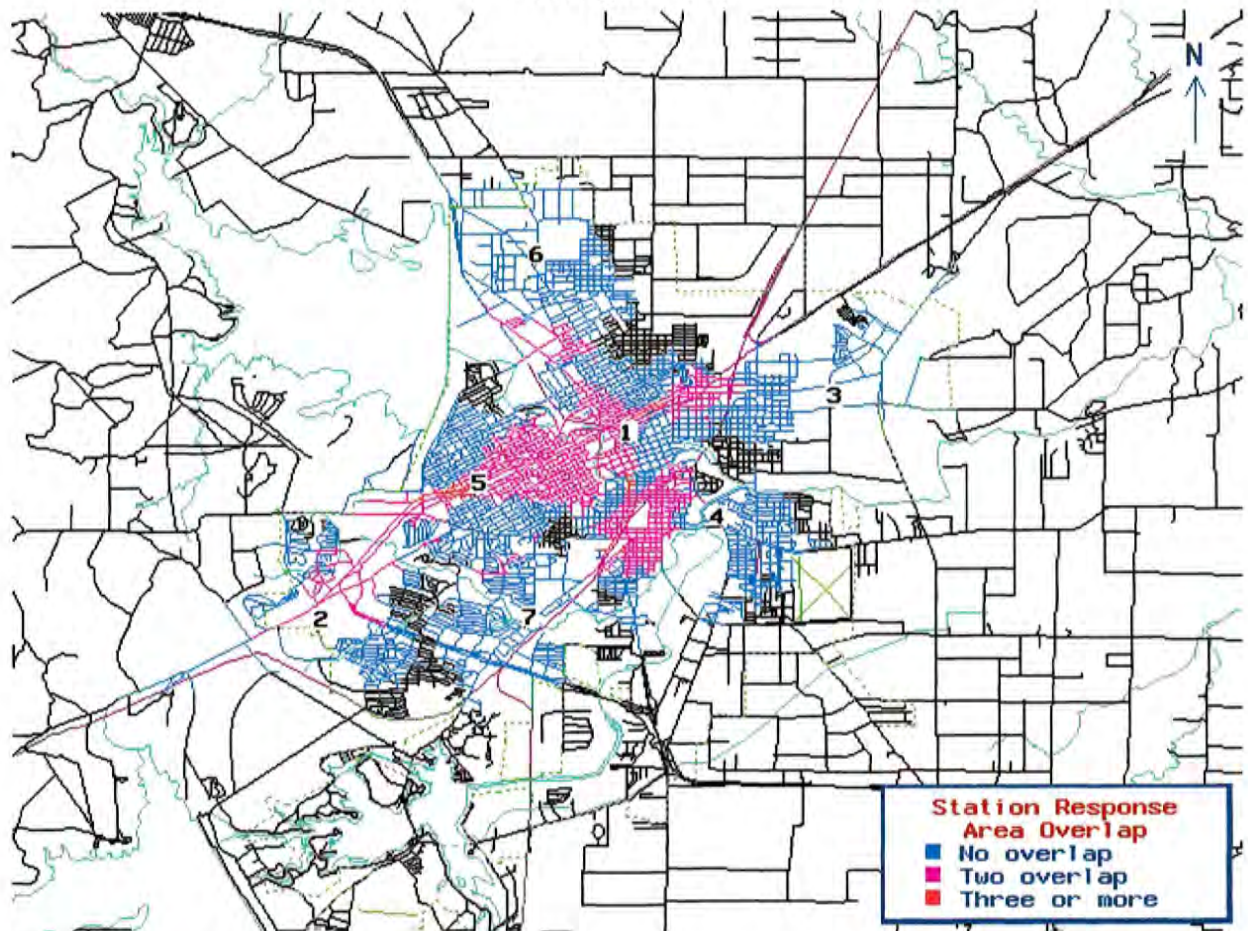 N
6
3
1
5
4
2
7
Station Response
Area Overlap
No overlap
Two overlap
Three or more